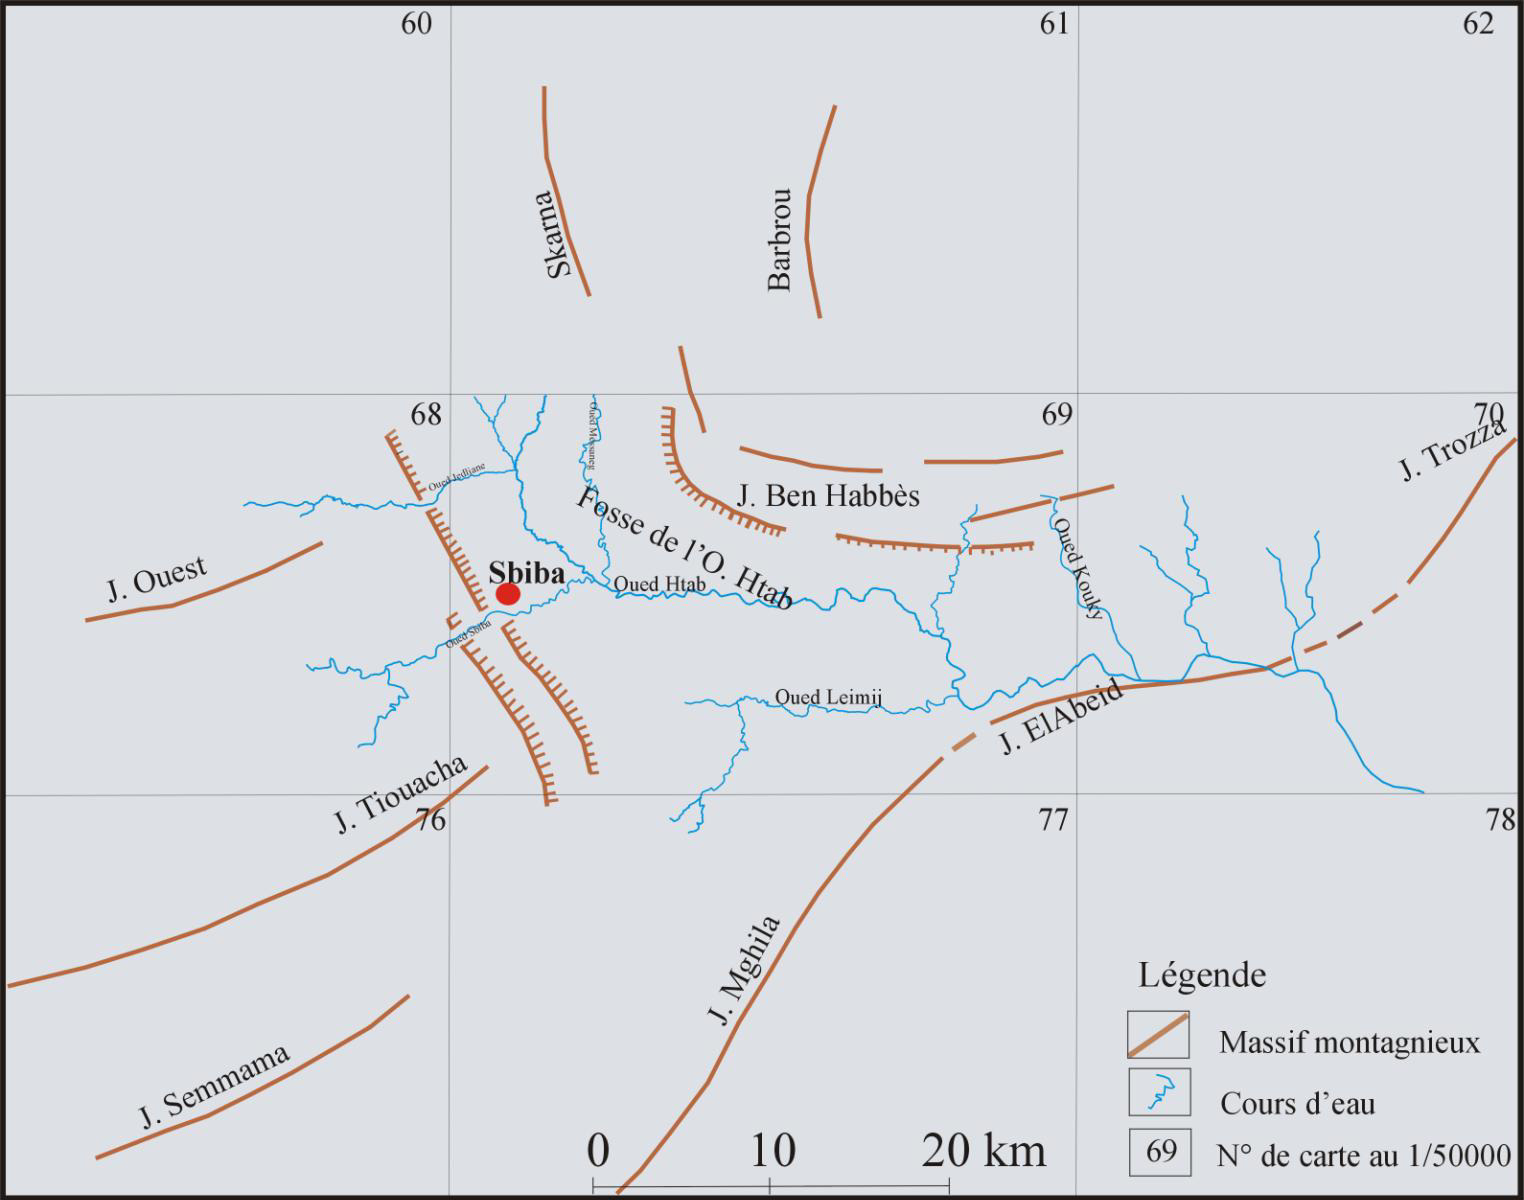 60
61
62
Skarna
Barbrou
68
69
70
J. Trozza
Oued Jedliane
J. Ben Habbès
Fosse de l'O. Htab
Oued Kouky
J. Ouest
Sbiba
Oued Htab
Oued Sbiba
Oued Leimij
J. ElAbeid
J. Tiouacha
76
77
78
J. Mghila
Légende
Massif montagnieux
J. Semmama
Cours d'eau
69
N° de carte au 1/50000
0
10
20 km